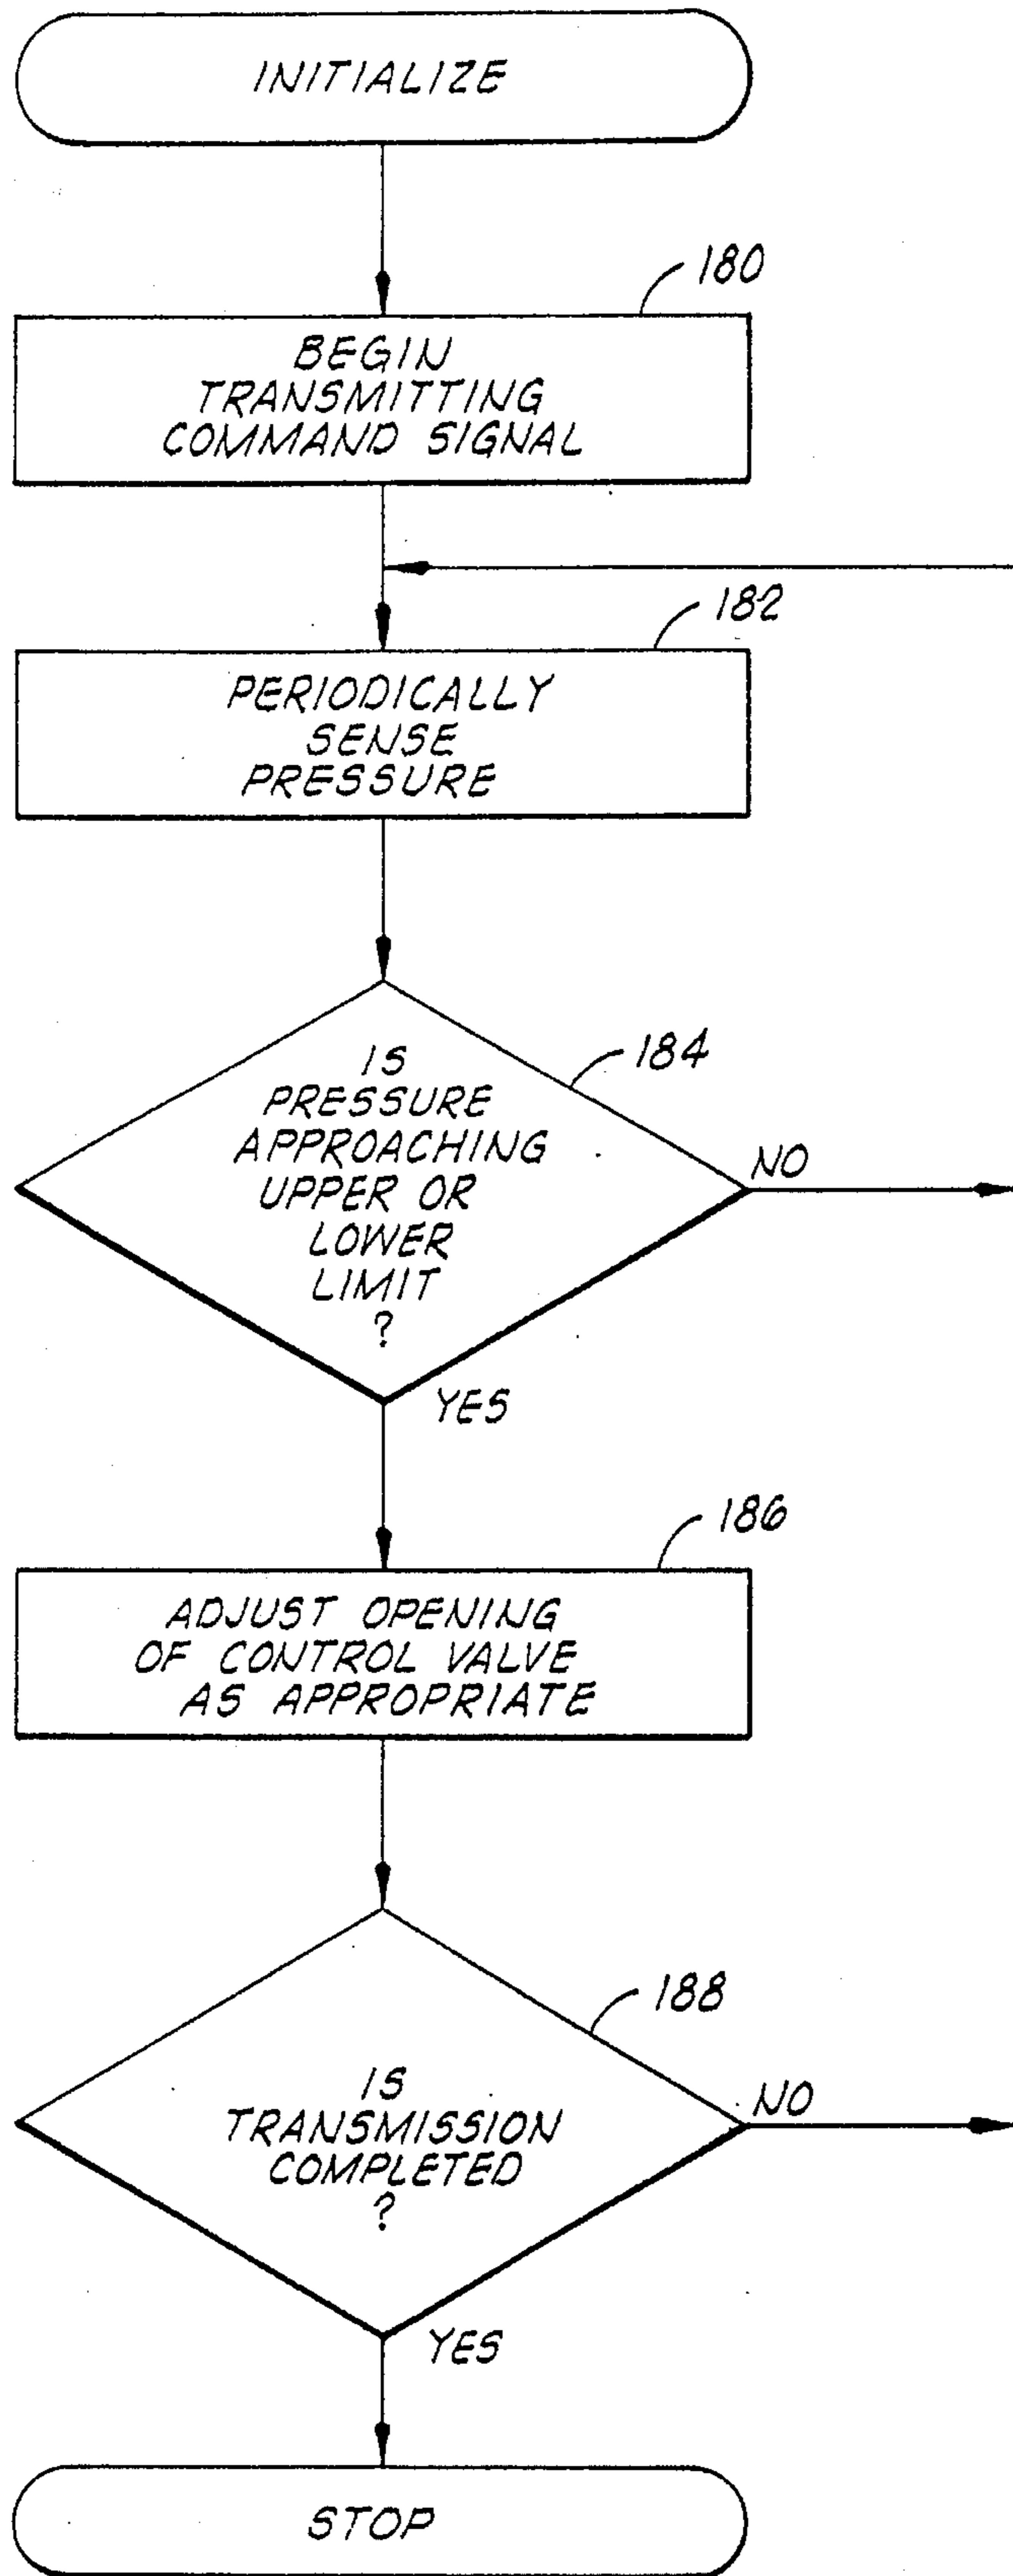 INITIALIZE
180
BEGIN
TRANSMITTING
COMMAND SIGNAL
182
PERIODICALLY
SENSE
PRESSURE
184
IS
PRESSURE
APPROACHING
UPPER OR
LOWER
LIMIT
?
NO
YES
186
ADJUST OPENING
OF CONTROL VALVE
AS APPROPRIATE
188
IS
TRANSMISSION
COMPLETED
?
NO
YES
STOP